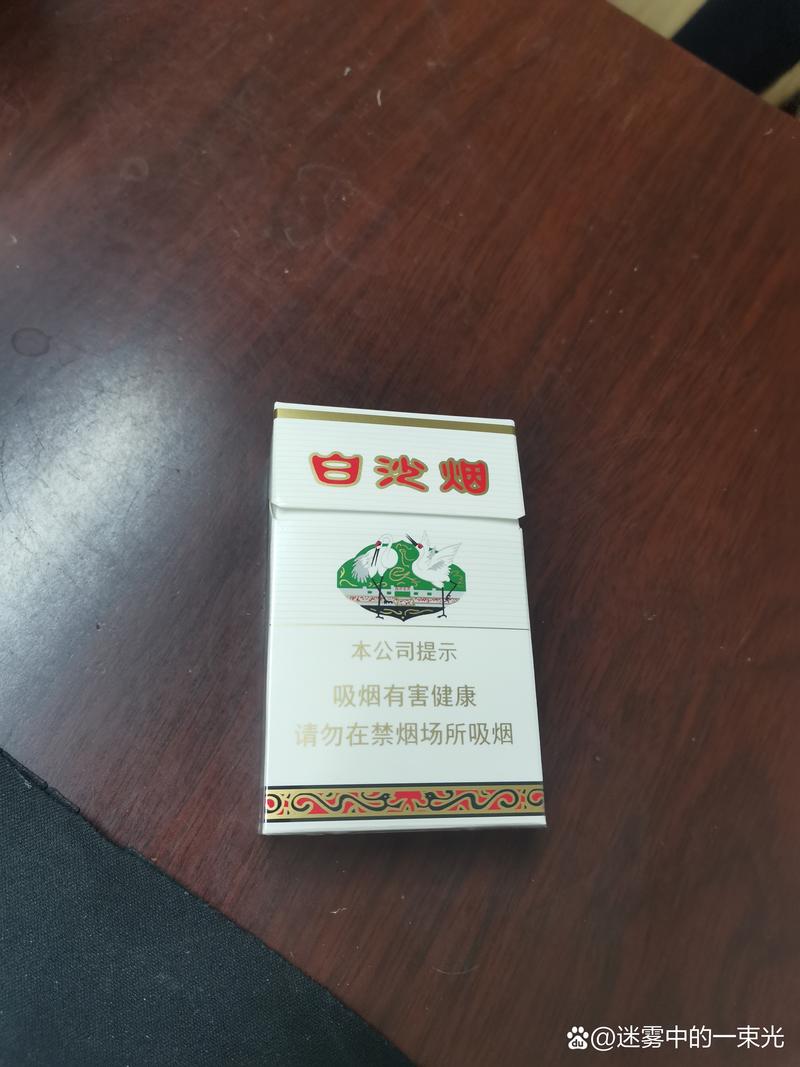 白沙烟
本公司提示
吸烟有害健康
请勿在禁烟场所吸烟
du@迷雾中的一束光